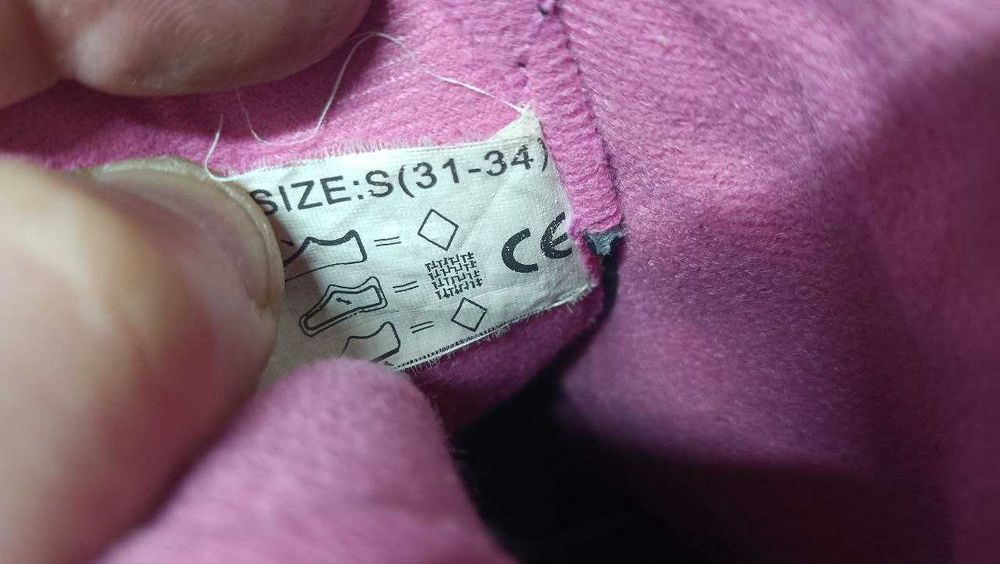 SIZE:S(31-34)
=
CE
=
=